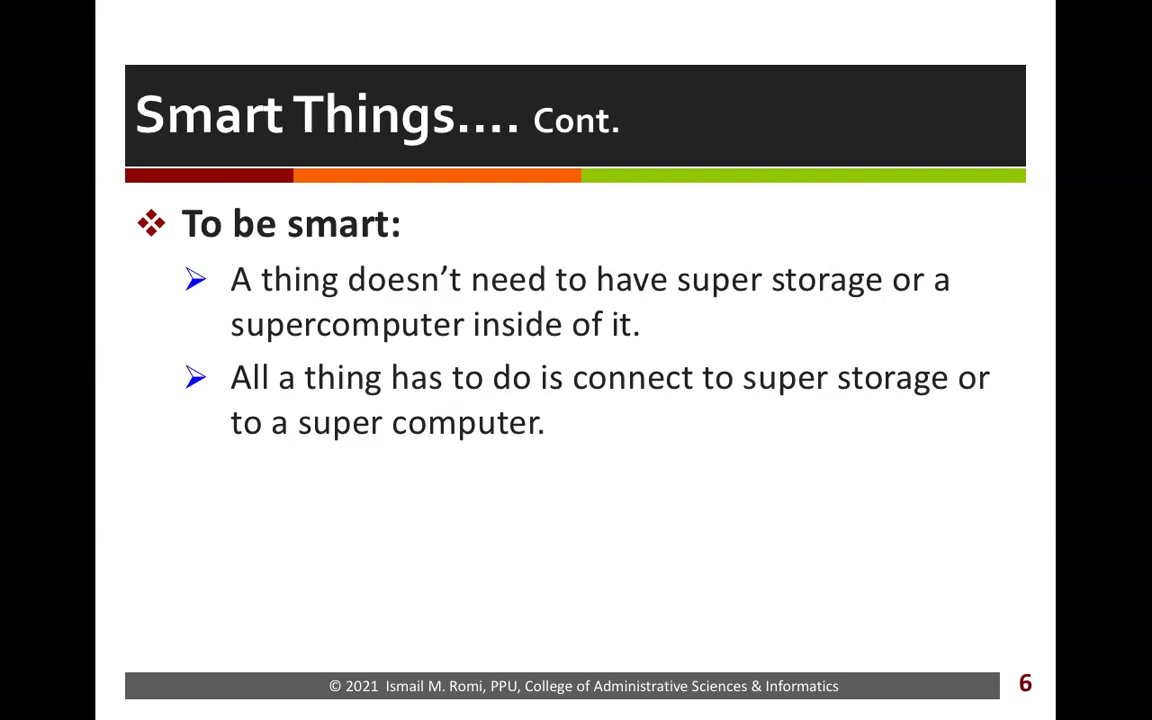 Smart Things.... Cont.
To be smart:
A thing doesn’t need to have super storage or a
supercomputer inside of it.
All a thing has to do is connect to super storage or
to a super computer.
© 2021 Ismail M. Romi, PPU, College of Administrative Sciences & Informatics
6